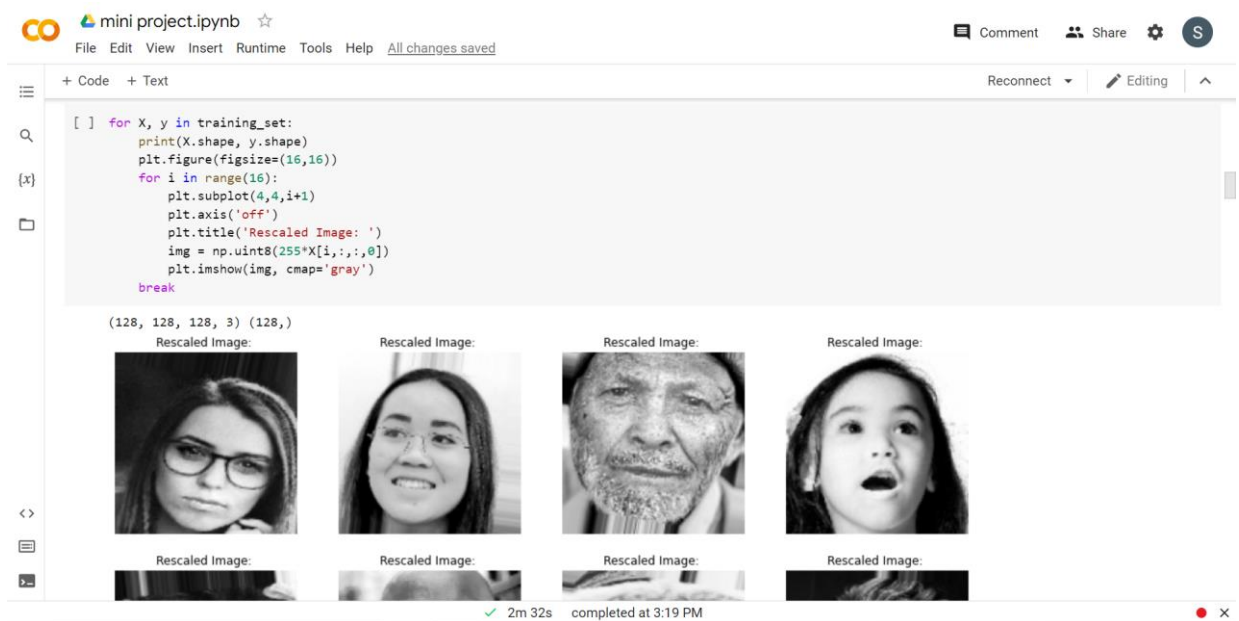 mini project.ipynb
Comment Share S
File Edit View Insert Runtime Tools Help All changes saved
+ Code + Text Reconnect Editing
[ ] for X, y in training_set:
print(X.shape, y.shape)
plt.figure(figsize=(16,16))
for i in range(16):
plt.subplot(4,4,i+1)
plt.axis('off')
plt.title('Rescaled Image: ')
img = np.uint8(255*X[i,:,:,0])
plt.imshow(img, cmap='gray')
break
{x}
(128, 128, 128, 3) (128,)
Rescaled Image: Rescaled Image: Rescaled Image: Rescaled Image:
Rescaled Image: Rescaled Image: Rescaled Image: Rescaled Image:
2m 32s completed at 3:19 PM